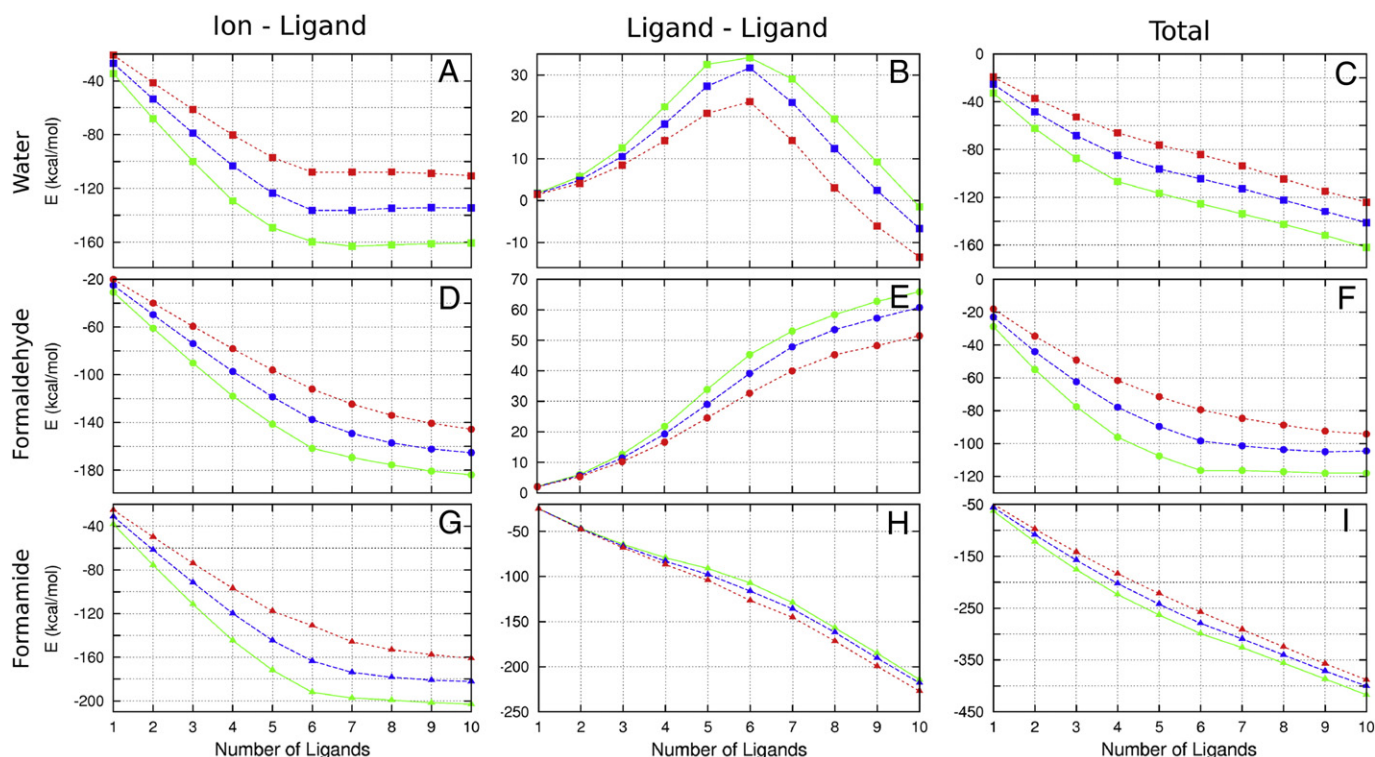 Ion - Ligand
Ligand - Ligand
Total
Water
E (kcal/mol)
A
-40
-80
-120
-160
B
30
20
10
0
-10
C
0
-40
-80
-120
-160
Formaldehyde
E (kcal/mol)
D
-20
-60
-100
-140
-180
E
70
60
50
40
30
20
10
0
F
0
-20
-40
-60
-80
-100
-120
Formamide
E (kcal/mol)
G
-40
-80
-120
-160
-200
H
-50
-100
-150
-200
-250
I
-50
-150
-250
-350
-450
1 2 3 4 5 6 7 8 9 10
1 2 3 4 5 6 7 8 9 10
1 2 3 4 5 6 7 8 9 10
Number of Ligands
Number of Ligands
Number of Ligands